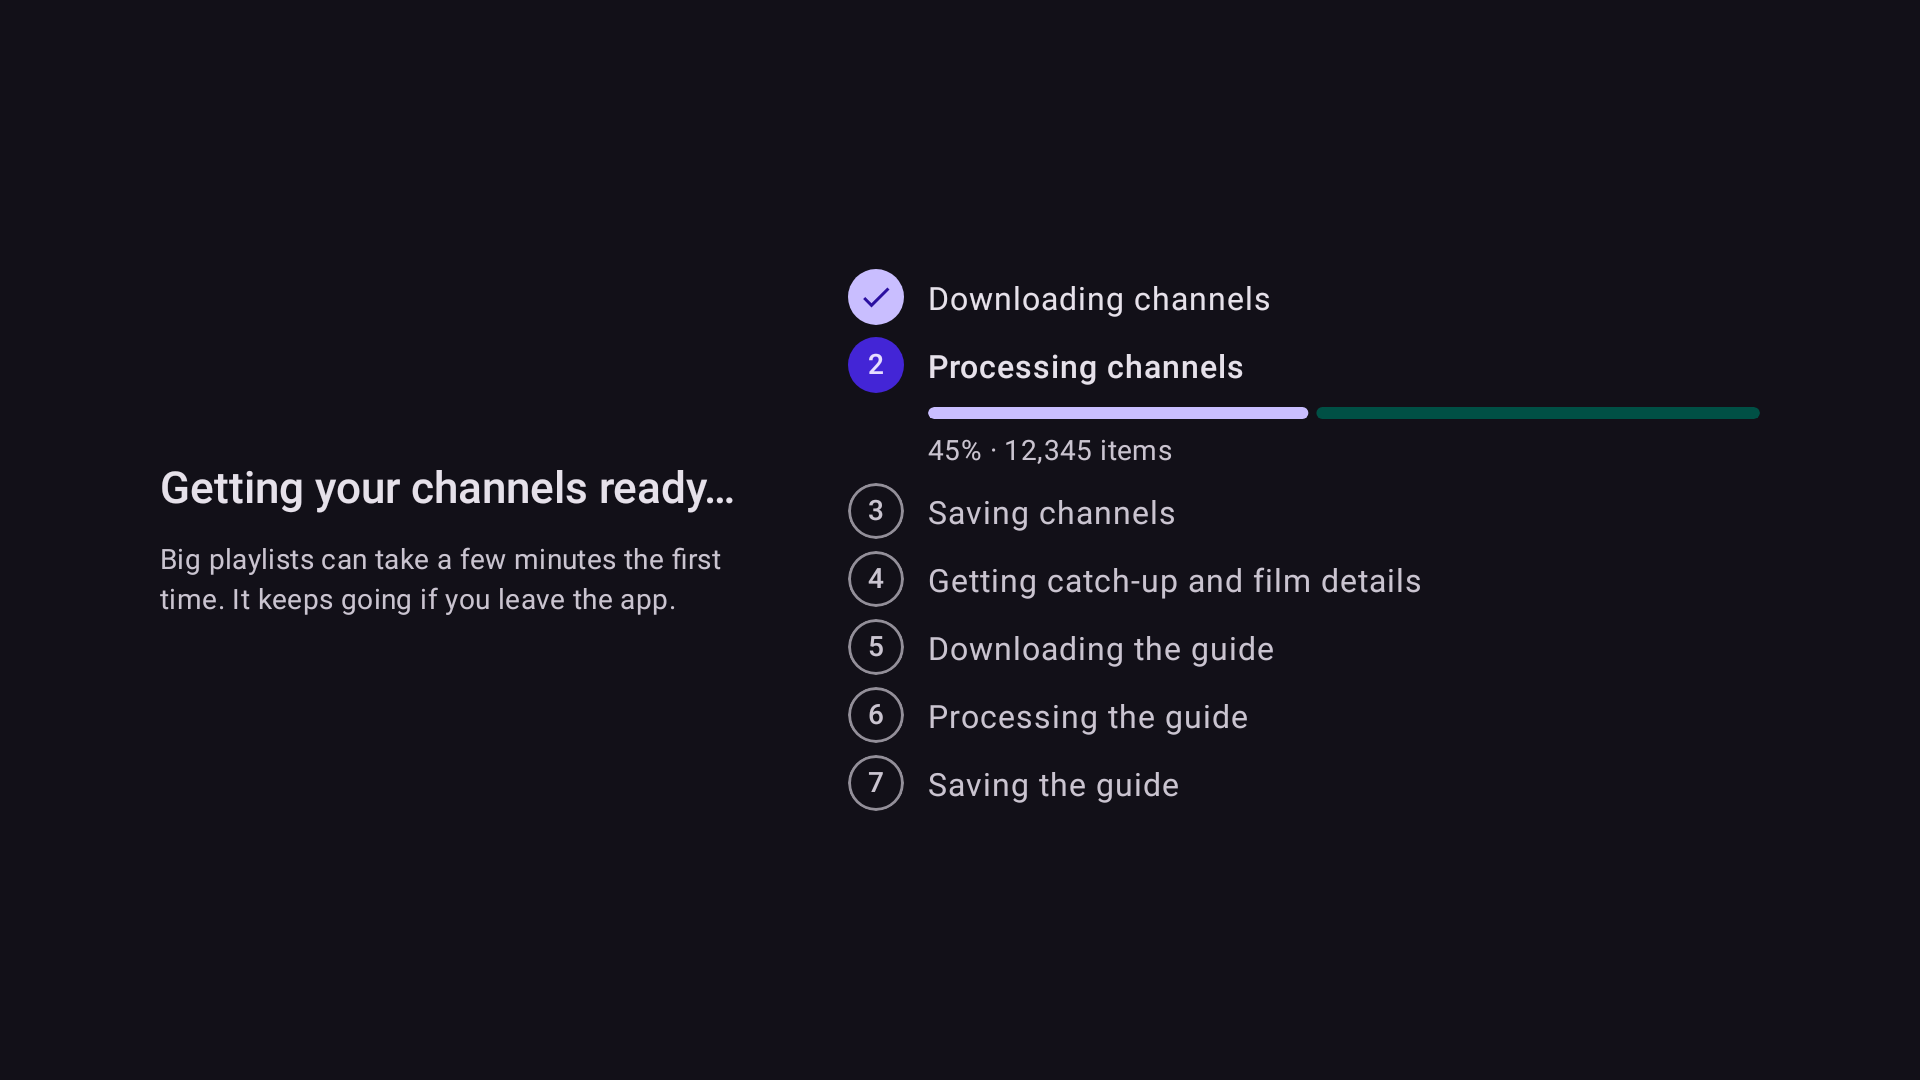 Getting your channels ready…
Big playlists can take a few minutes the first
time. It keeps going if you leave the app.
Downloading channels
2 Processing channels
45% · 12,345 items
3 Saving channels
4 Getting catch-up and film details
5 Downloading the guide
6 Processing the guide
7 Saving the guide